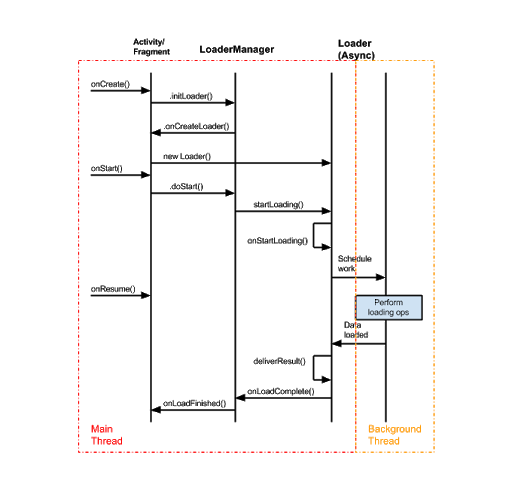 Activity/
Fragment
LoaderManager
Loader
(Async)
onCreate()
.initLoader()
.onCreateLoader()
new Loader()
onStart()
.doStart()
startLoading()
onStartLoading()
Schedule
work
onResume()
Perform
loading ops
Data
loaded
deliverResult()
onLoadComplete()
onLoadFinished()
Main
Thread
Background
Thread